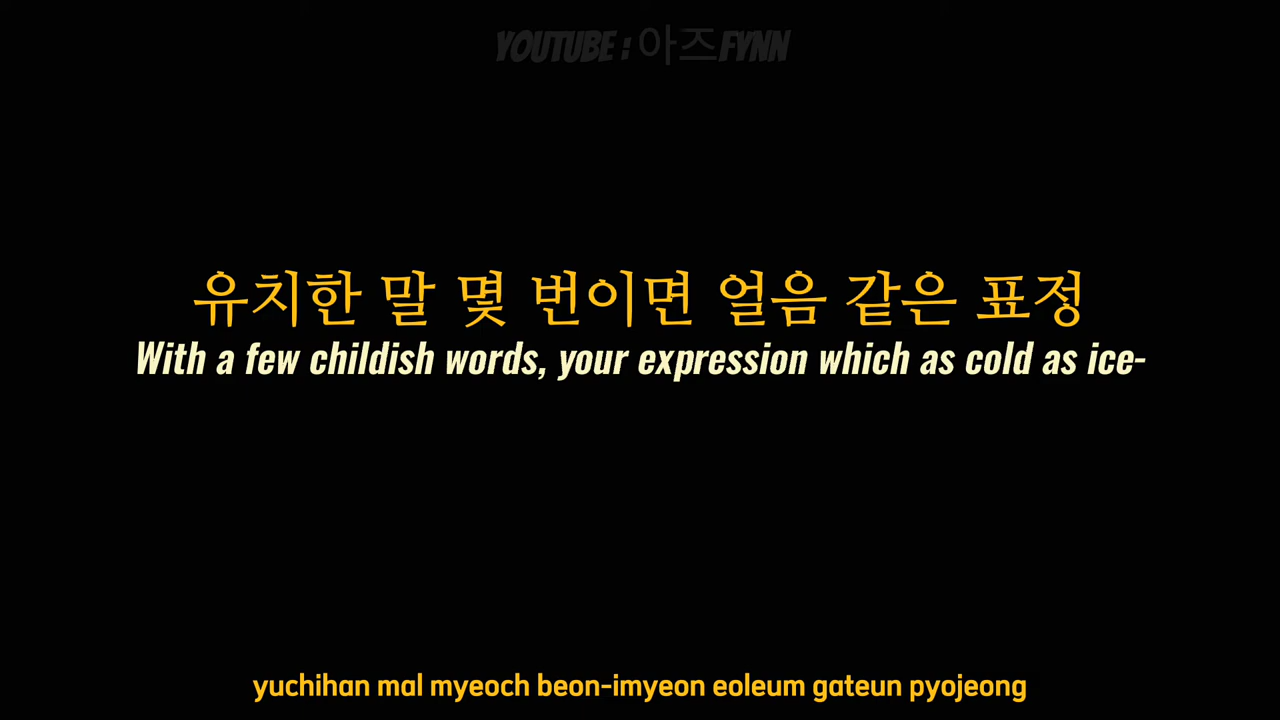 YOUTUBE : 아즈FYNN
유치한 말 몇 번이면 얼음 같은 표정
With a few childish words, your expression which as cold as ice-
yuchihan mal myeoch beon-imyeon eoleum gateun pyojeong